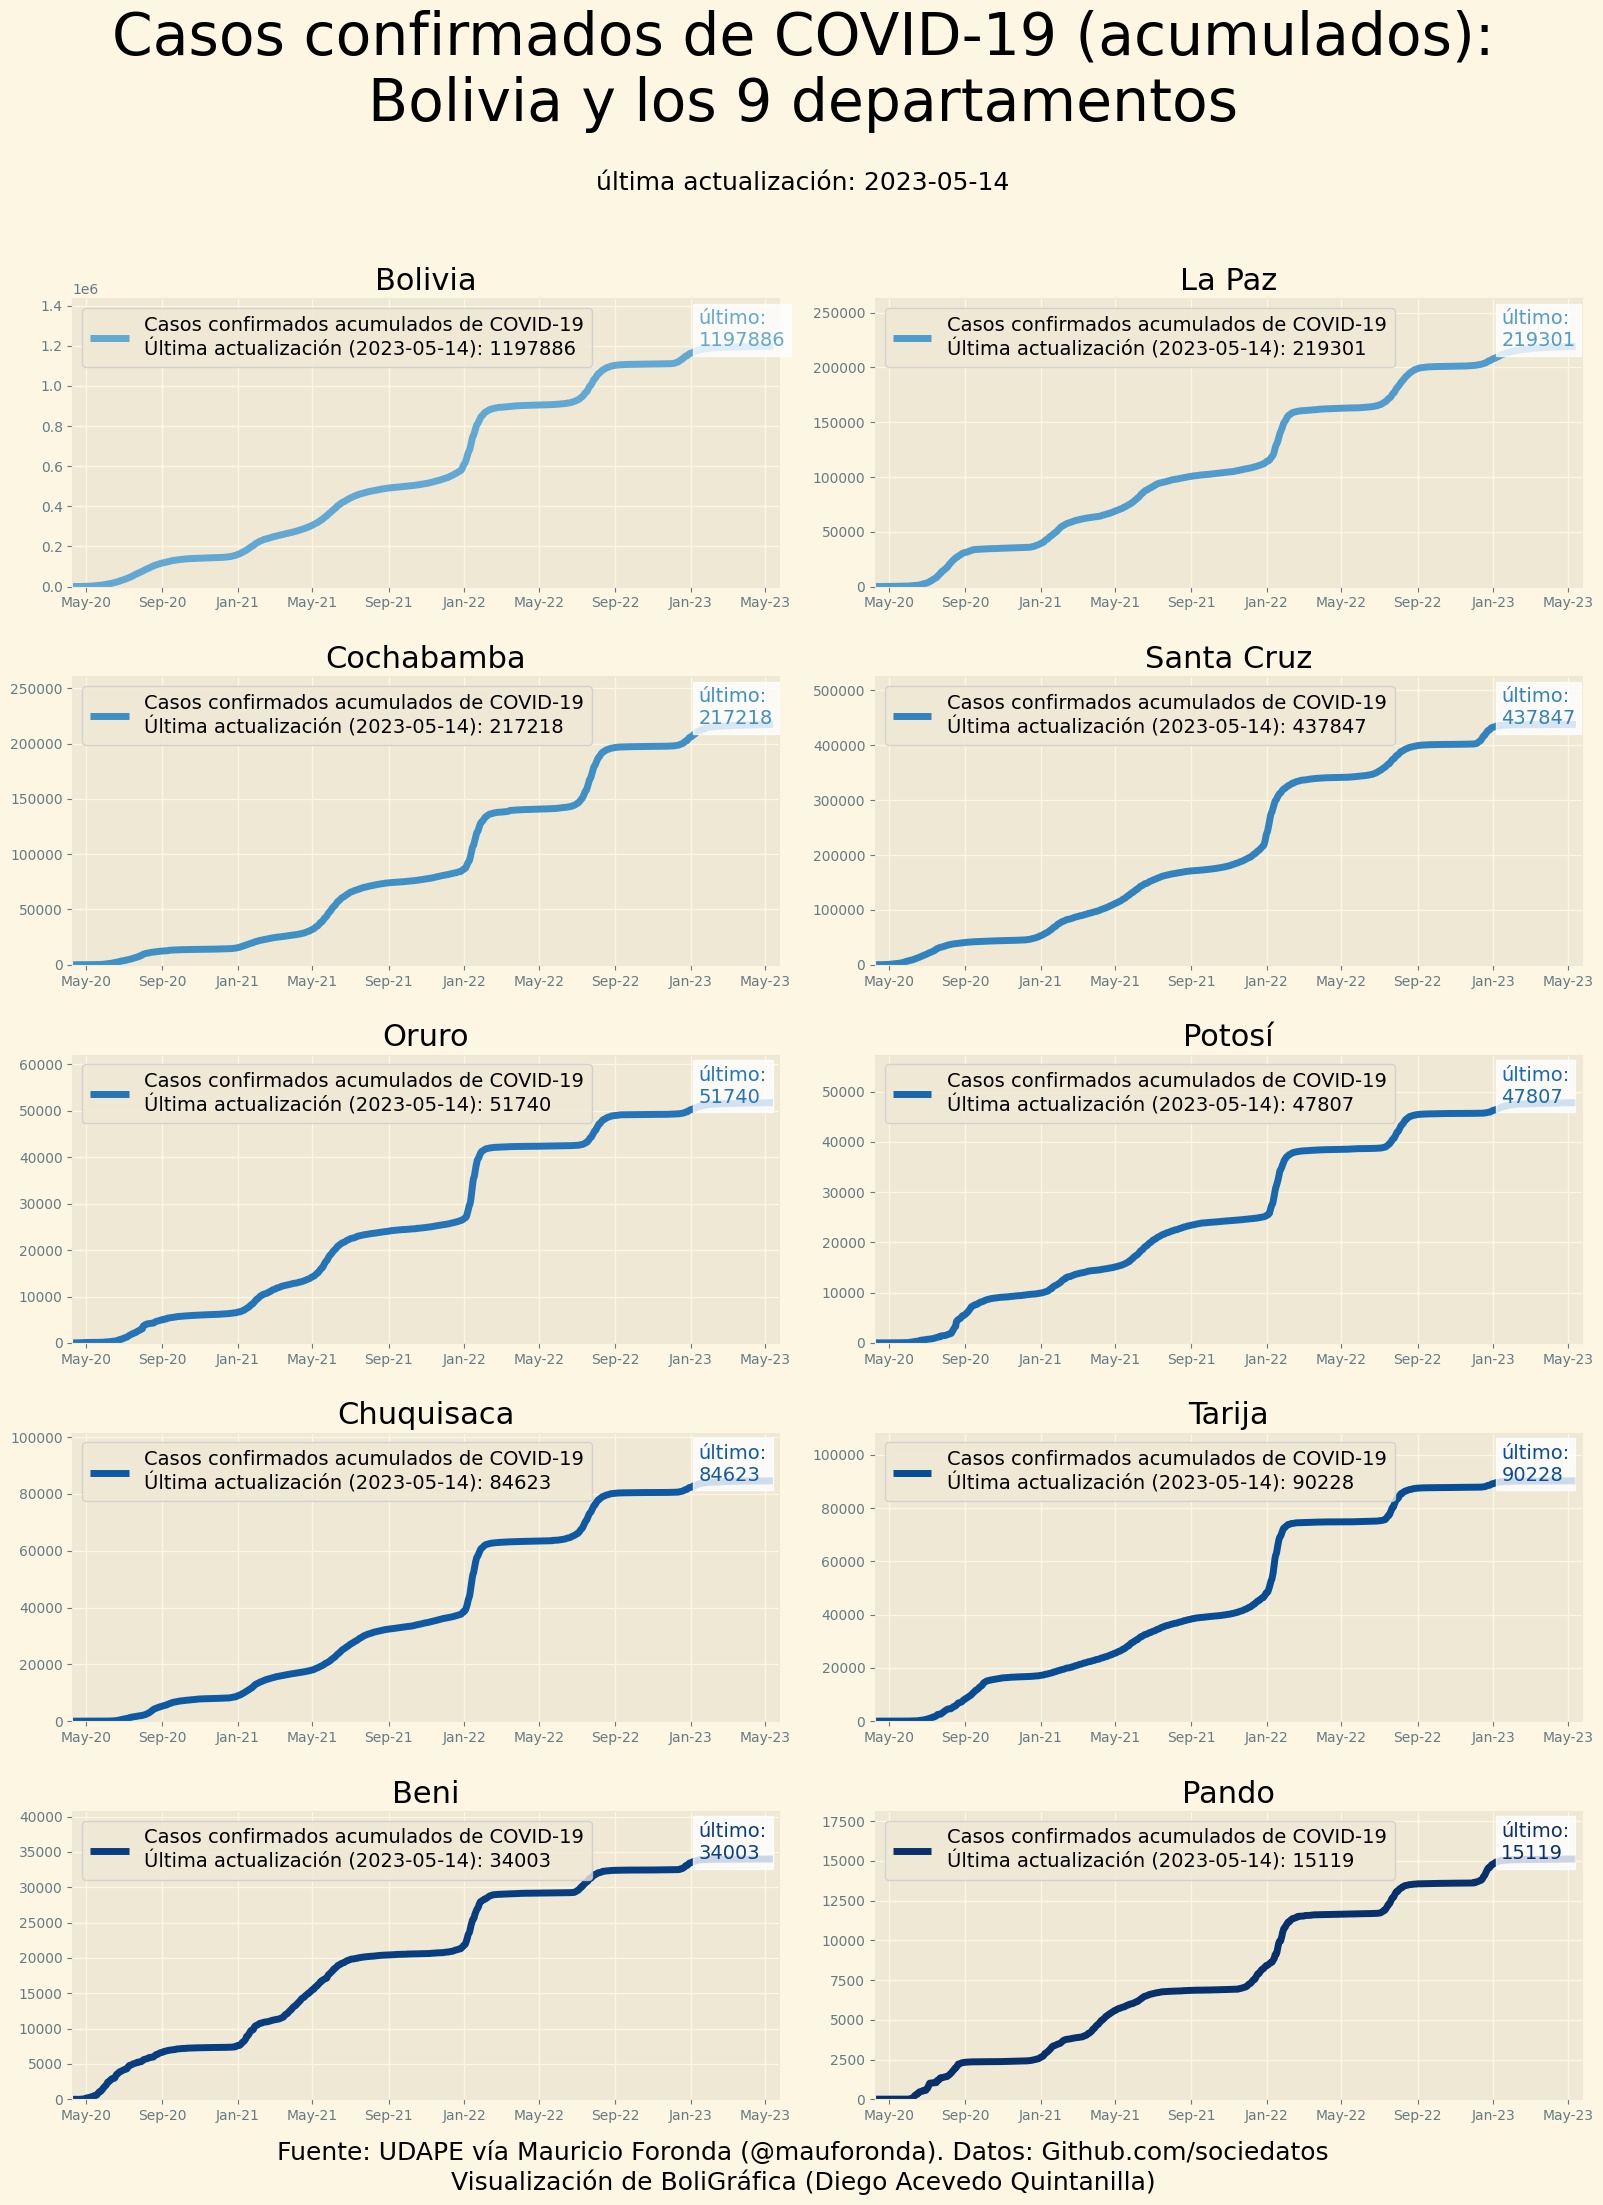 Casos confirmados de COVID-19 (acumulados):
Bolivia y los 9 departamentos
última actualización: 2023-05-14
Bolivia
1e6
1.4
1.2
1.0
0.8
0.6
0.4
0.2
0.0
Casos confirmados acumulados de COVID-19
Última actualización (2023-05-14): 1197886
último:
1197886
May-20 Sep-20 Jan-21 May-21 Sep-21 Jan-22 May-22 Sep-22 Jan-23 May-23
La Paz
250000
200000
150000
100000
50000
0
Casos confirmados acumulados de COVID-19
Última actualización (2023-05-14): 219301
último:
219301
May-20 Sep-20 Jan-21 May-21 Sep-21 Jan-22 May-22 Sep-22 Jan-23 May-23
Cochabamba
250000
200000
150000
100000
50000
0
Casos confirmados acumulados de COVID-19
Última actualización (2023-05-14): 217218
último:
217218
May-20 Sep-20 Jan-21 May-21 Sep-21 Jan-22 May-22 Sep-22 Jan-23 May-23
Santa Cruz
500000
400000
300000
200000
100000
0
Casos confirmados acumulados de COVID-19
Última actualización (2023-05-14): 437847
último:
437847
May-20 Sep-20 Jan-21 May-21 Sep-21 Jan-22 May-22 Sep-22 Jan-23 May-23
Oruro
60000
50000
40000
30000
20000
10000
0
Casos confirmados acumulados de COVID-19
Última actualización (2023-05-14): 51740
último:
51740
May-20 Sep-20 Jan-21 May-21 Sep-21 Jan-22 May-22 Sep-22 Jan-23 May-23
Potosí
50000
40000
30000
20000
10000
0
Casos confirmados acumulados de COVID-19
Última actualización (2023-05-14): 47807
último:
47807
May-20 Sep-20 Jan-21 May-21 Sep-21 Jan-22 May-22 Sep-22 Jan-23 May-23
Chuquisaca
100000
80000
60000
40000
20000
0
Casos confirmados acumulados de COVID-19
Última actualización (2023-05-14): 84623
último:
84623
May-20 Sep-20 Jan-21 May-21 Sep-21 Jan-22 May-22 Sep-22 Jan-23 May-23
Tarija
100000
80000
60000
40000
20000
0
Casos confirmados acumulados de COVID-19
Última actualización (2023-05-14): 90228
último:
90228
May-20 Sep-20 Jan-21 May-21 Sep-21 Jan-22 May-22 Sep-22 Jan-23 May-23
Beni
40000
35000
30000
25000
20000
15000
10000
5000
0
Casos confirmados acumulados de COVID-19
Última actualización (2023-05-14): 34003
último:
34003
May-20 Sep-20 Jan-21 May-21 Sep-21 Jan-22 May-22 Sep-22 Jan-23 May-23
Pando
17500
15000
12500
10000
7500
5000
2500
0
Casos confirmados acumulados de COVID-19
Última actualización (2023-05-14): 15119
último:
15119
May-20 Sep-20 Jan-21 May-21 Sep-21 Jan-22 May-22 Sep-22 Jan-23 May-23
Fuente: UDAPE vía Mauricio Foronda (@mauforonda). Datos: Github.com/sociedatos
Visualización de BoliGráfica (Diego Acevedo Quintanilla)